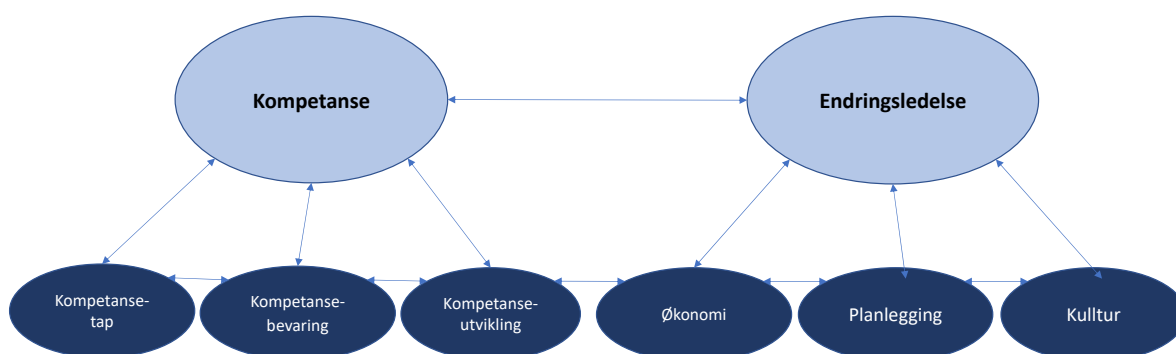 Kompetanse
Endringsledelse
Kompetanse-
tap
Kompetanse-
bevaring
Kompetanse-
utvikling
Økonomi
Planlegging
Kulltur